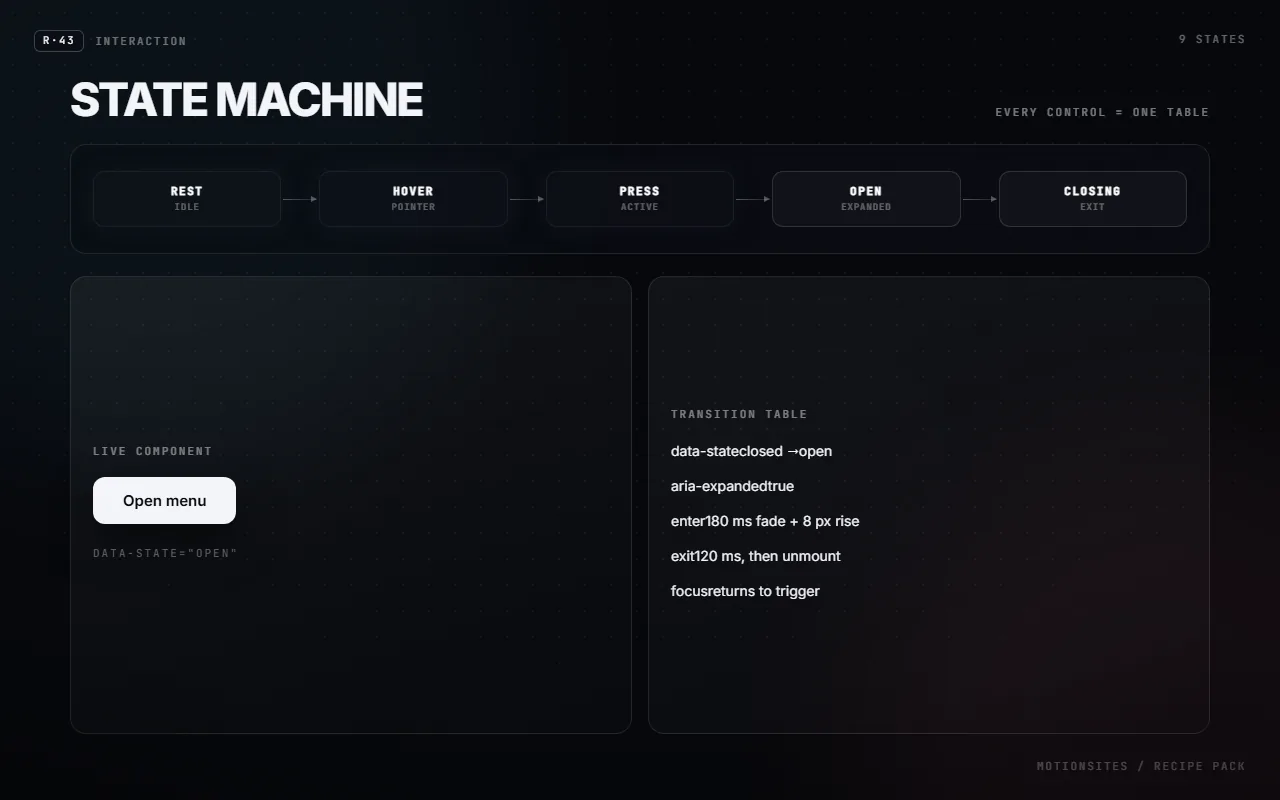 R·43 INTERACTION
9 STATES
STATE MACHINE
EVERY CONTROL = ONE TABLE
REST
IDLE
HOVER
POINTER
PRESS
ACTIVE
OPEN
EXPANDED
CLOSING
EXIT
LIVE COMPONENT
Open menu
DATA-STATE="OPEN"
TRANSITION TABLE
data-stateclosed →open
aria-expandedtrue
enter180 ms fade + 8 px rise
exit120 ms, then unmount
focusreturns to trigger
MOTIONSITES / RECIPE PACK